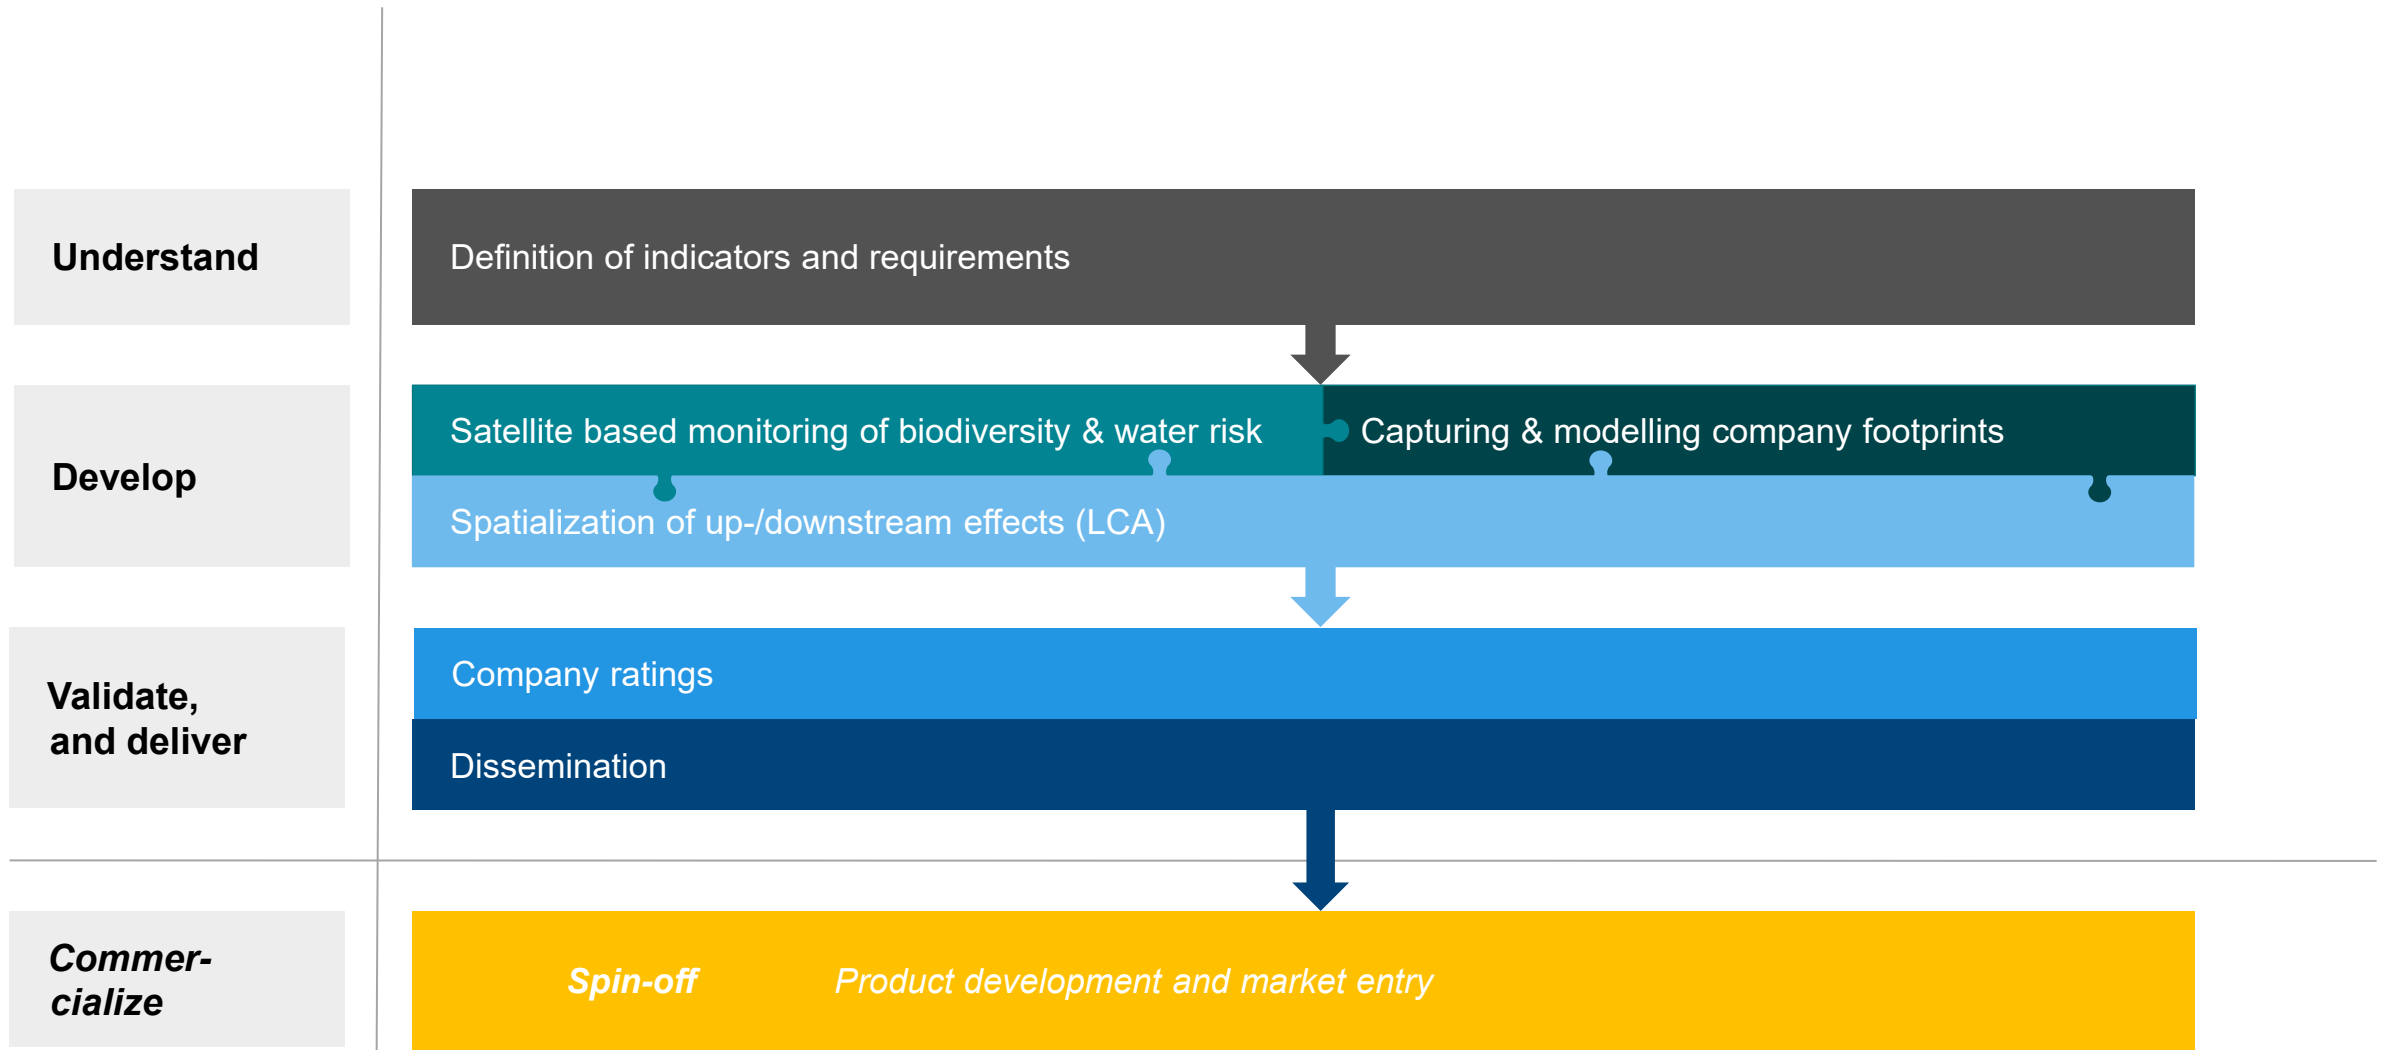 Understand
Definition of indicators and requirements
Develop
Satellite based monitoring of biodiversity & water risk
Capturing & modelling company footprints
Spatialization of up-/downstream effects (LCA)
Validate,
and deliver
Company ratings
Dissemination
Commer-
cialize
Spin-off
Product development and market entry